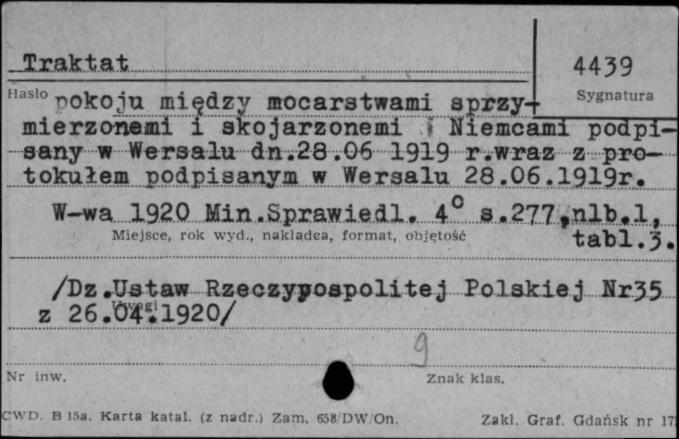 Traktat
4439
Hasło
Sygnatura
pokoju między mocarstwami sprzy-
mierzonemi i skojarzonemi i Niemcami podpi-
sany w Wersalu dn.28.06 1919 r.wraz z pro-
tokułem podpisanym w Wersalu 28.06.1919r.
W-wa 1920 Min.Sprawiedl. 4° s.277,nlb.1,
Miejsce, rok wyd., nakładca, format, objętość
tabl.3.
/Dz.Ustaw Rzeczypospolitej Polskiej Nr35
Uwagi
z 26.04.1920/
9
Nr inw.
Znak klas.
CWD. B 15a. Karta katal. (z nadr.) Zam. 658/DW/On.
Zakl. Graf. Gdańsk nr